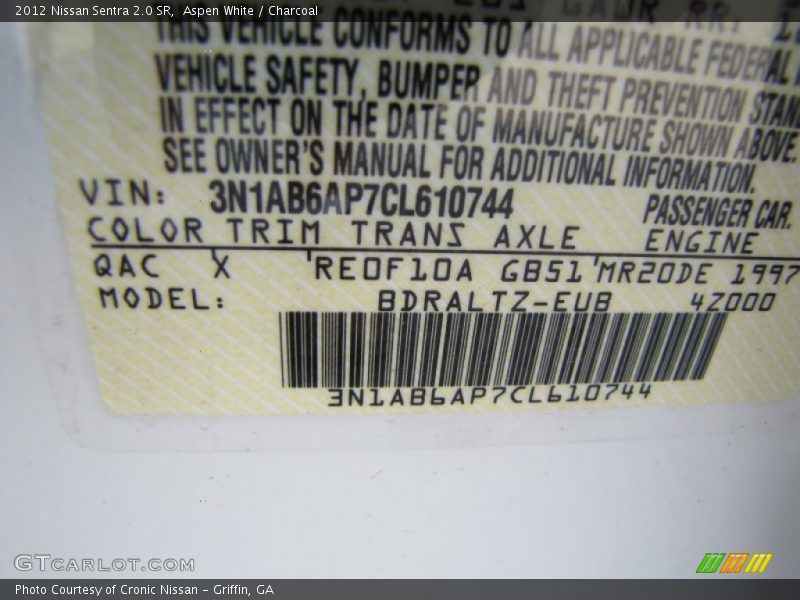 2012 Nissan Sentra 2.0 SR, Aspen White / Charcoal
GAWR RR:
THIS VEHICLE CONFORMS TO ALL APPLICABLE FEDERAL
VEHICLE SAFETY, BUMPER AND THEFT PREVENTION STAN
IN EFFECT ON THE DATE OF MANUFACTURE SHOWN ABOVE.
SEE OWNER'S MANUAL FOR ADDITIONAL INFORMATION.
VIN: 3N1AB6AP7CL610744 PASSENGER CAR.
COLOR TRIM TRANS AXLE ENGINE
QAC X RE0F10A GB51 MR20DE 1997
MODEL: BDRALTZ-EUB 4Z000
3N1AB6AP7CL610744
GTCARLOT.COM
Photo Courtesy of Cronic Nissan - Griffin, GA